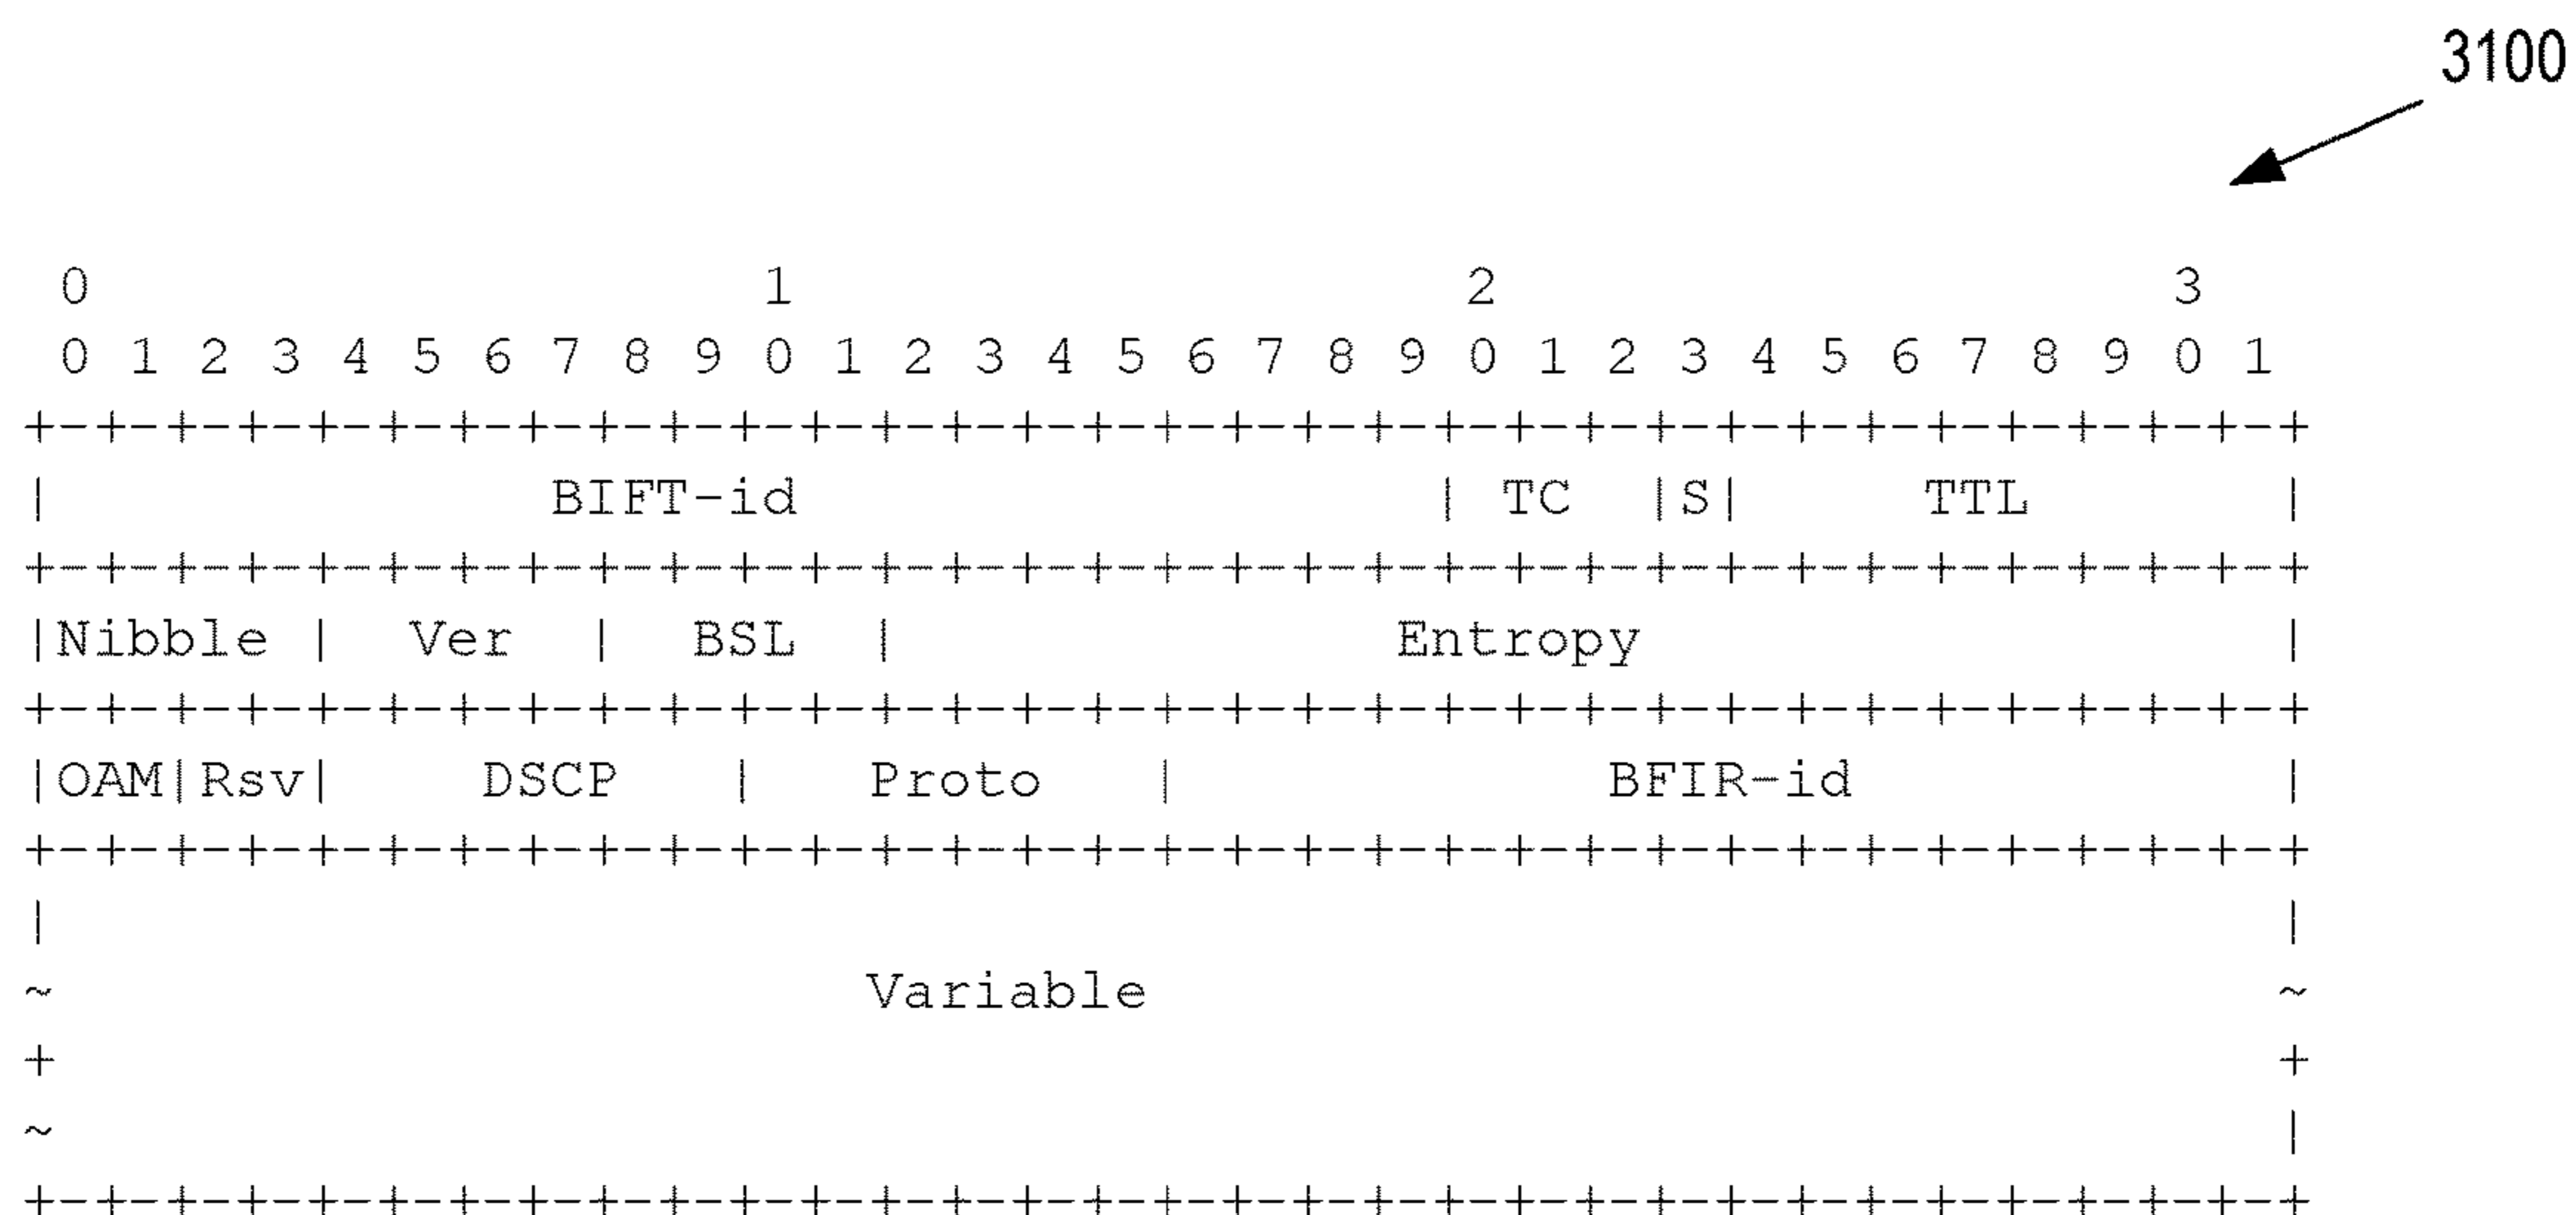 3100
 0                   1                   2                   3
 0 1 2 3 4 5 6 7 8 9 0 1 2 3 4 5 6 7 8 9 0 1 2 3 4 5 6 7 8 9 0 1
+-+-+-+-+-+-+-+-+-+-+-+-+-+-+-+-+-+-+-+-+-+-+-+-+-+-+-+-+-+-+-+-+
|              BIFT-id                  | TC  |S|     TTL       |
+-+-+-+-+-+-+-+-+-+-+-+-+-+-+-+-+-+-+-+-+-+-+-+-+-+-+-+-+-+-+-+-+
|Nibble |  Ver  |  BSL  |              Entropy                  |
+-+-+-+-+-+-+-+-+-+-+-+-+-+-+-+-+-+-+-+-+-+-+-+-+-+-+-+-+-+-+-+-+
|OAM|Rsv|    DSCP   |   Proto   |            BFIR-id            |
+-+-+-+-+-+-+-+-+-+-+-+-+-+-+-+-+-+-+-+-+-+-+-+-+-+-+-+-+-+-+-+-+
|                                                               |
~                       Variable                                ~
+                                                               +
~                                                               |
+-+-+-+-+-+-+-+-+-+-+-+-+-+-+-+-+-+-+-+-+-+-+-+-+-+-+-+-+-+-+-+-+